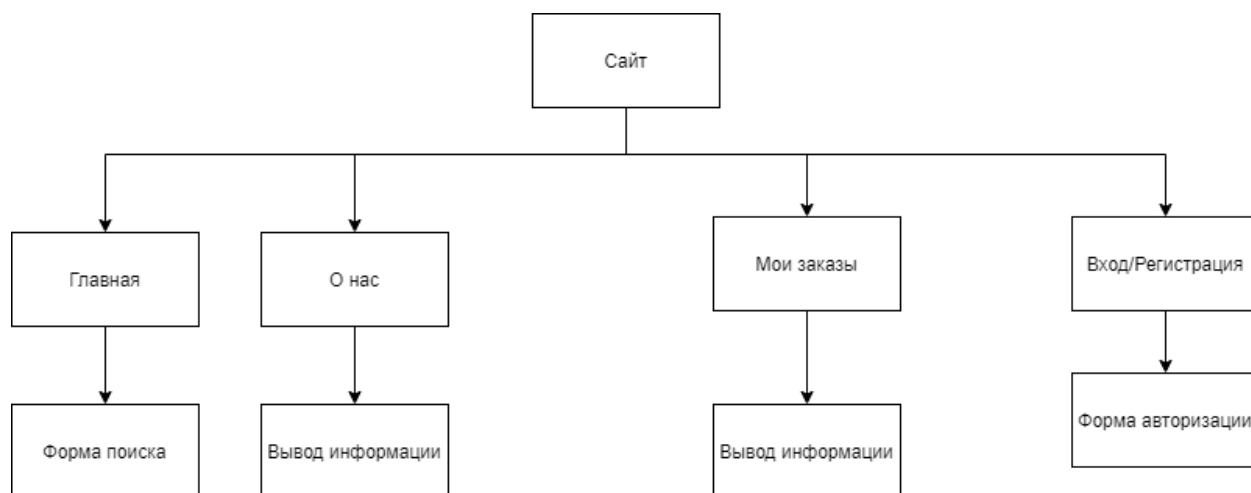 Сайт
Главная
О нас
Мои заказы
Вход/Регистрация
Форма поиска
Вывод информации
Вывод информации
Форма авторизации